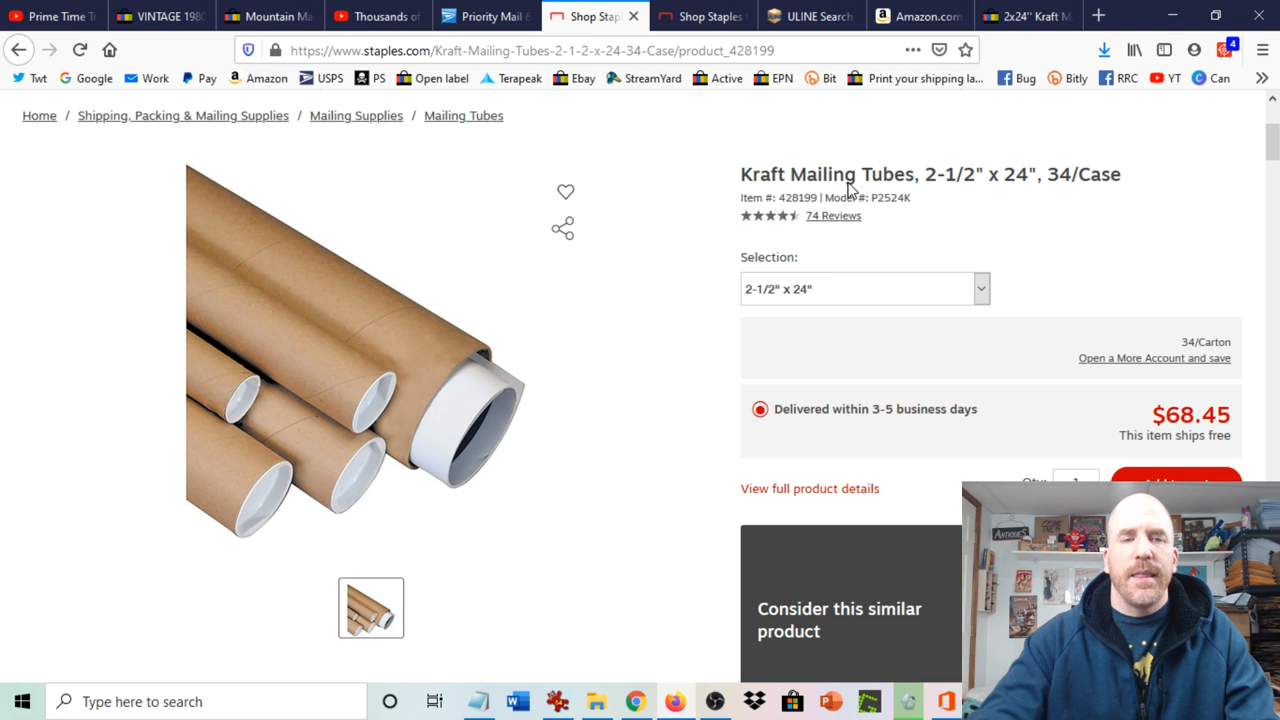 Prime Time Tr
VINTAGE 1980
Mountain Ma
Thousands of
Priority Mail &
Shop Stapl
Shop Staples f
ULINE Search
Amazon.com
2x24" Kraft M
https://www.staples.com/Kraft-Mailing-Tubes-2-1-2-x-24-34-Case/product_428199
4
Twt
Google
Work
Pay
Amazon
USPS
PS
Open label
Terapeak
Ebay
StreamYard
Active
EPN
Bit
Print your shipping la...
Bug
Bitly
RRC
YT
Can
Home / Shipping, Packing & Mailing Supplies / Mailing Supplies / Mailing Tubes
Kraft Mailing Tubes, 2-1/2" x 24", 34/Case
Item #: 428199 | Model #: P2524K
74 Reviews
Selection:
2-1/2" x 24"
34/Carton
Open a More Account and save
Delivered within 3-5 business days
$68.45
This item ships free
View full product details
ANTIQUES
Consider this similar
product
Type here to search